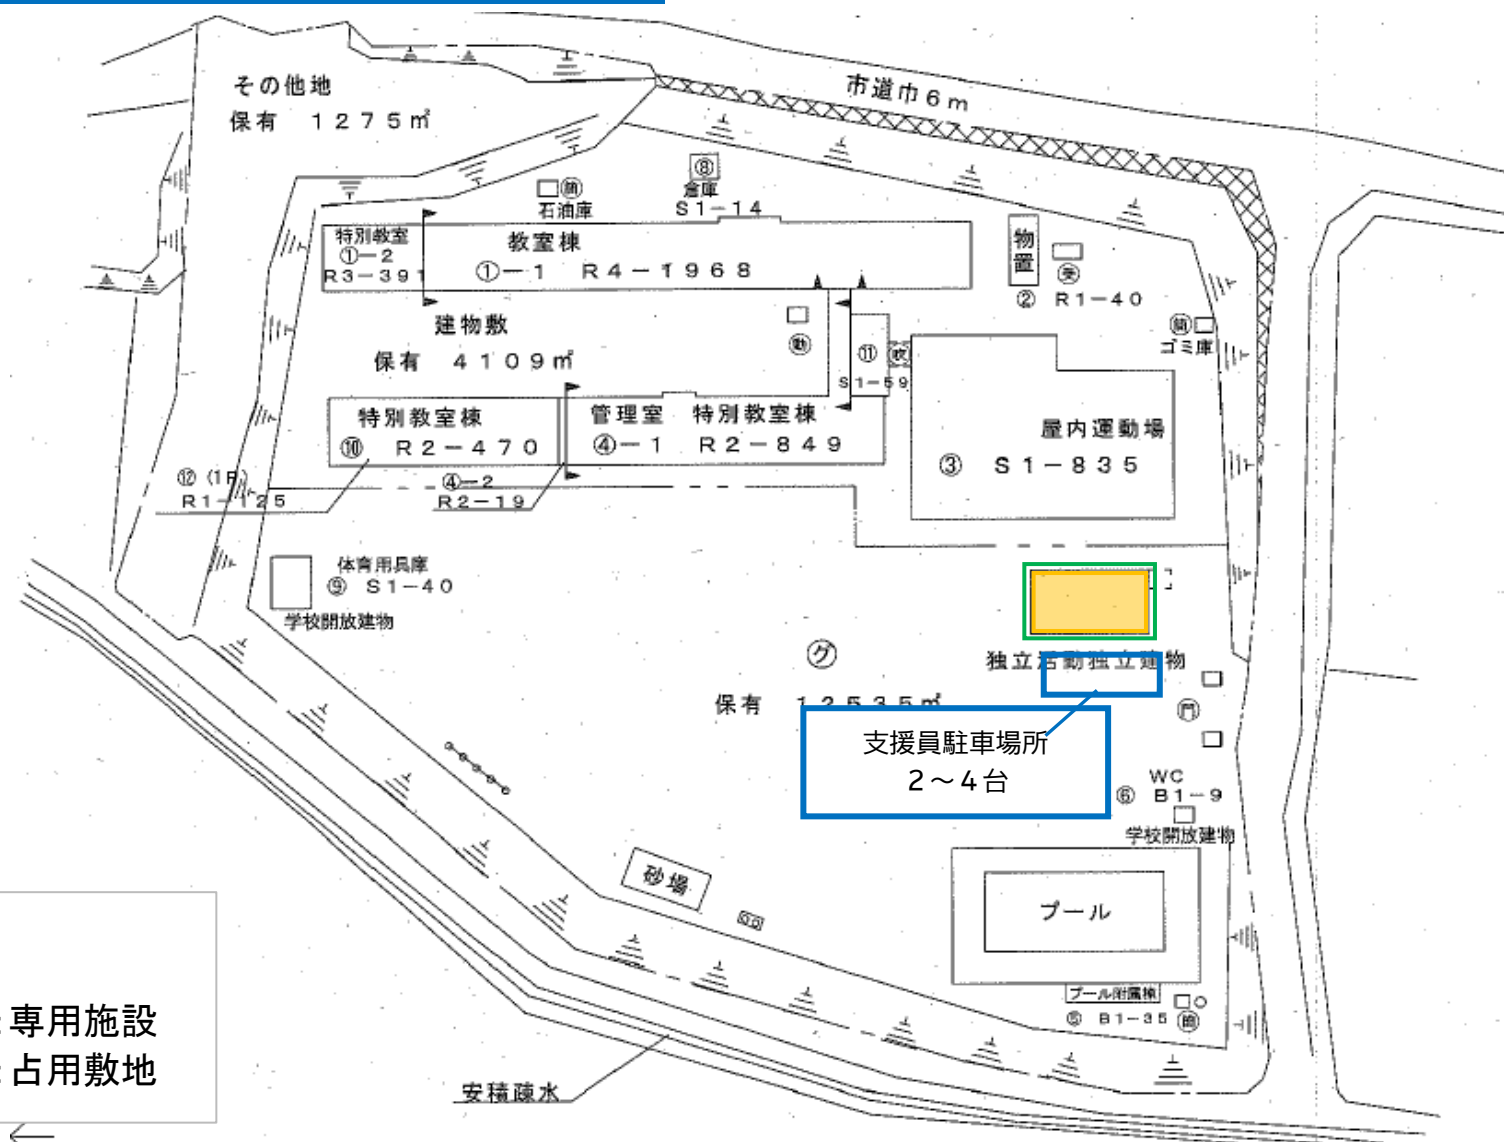 その他地
保有 1275㎡
市道巾6m
⑧
倉庫
S1-14
石油庫
特別教室
①-2
R3-391
教室棟
①-1 R4-1968
物置
② R1-40
ゴミ庫
建物敷
保有 4109㎡
⑪
S1-59
特別教室棟
⑩ R2-470
管理室 特別教室棟
④-1 R2-849
屋内運動場
③ S1-835
⑫ (1F)
R1-125
④-2
R2-19
体育用具庫
⑨ S1-40
学校開放建物
グ
保有 12535㎡
独立活動独立建物
門
支援員駐車場所
2～4台
WC
⑥ B1-9
学校開放建物
砂場
プール
プール附属棟
⑤ B1-35
専用施設
占用敷地
安積疎水